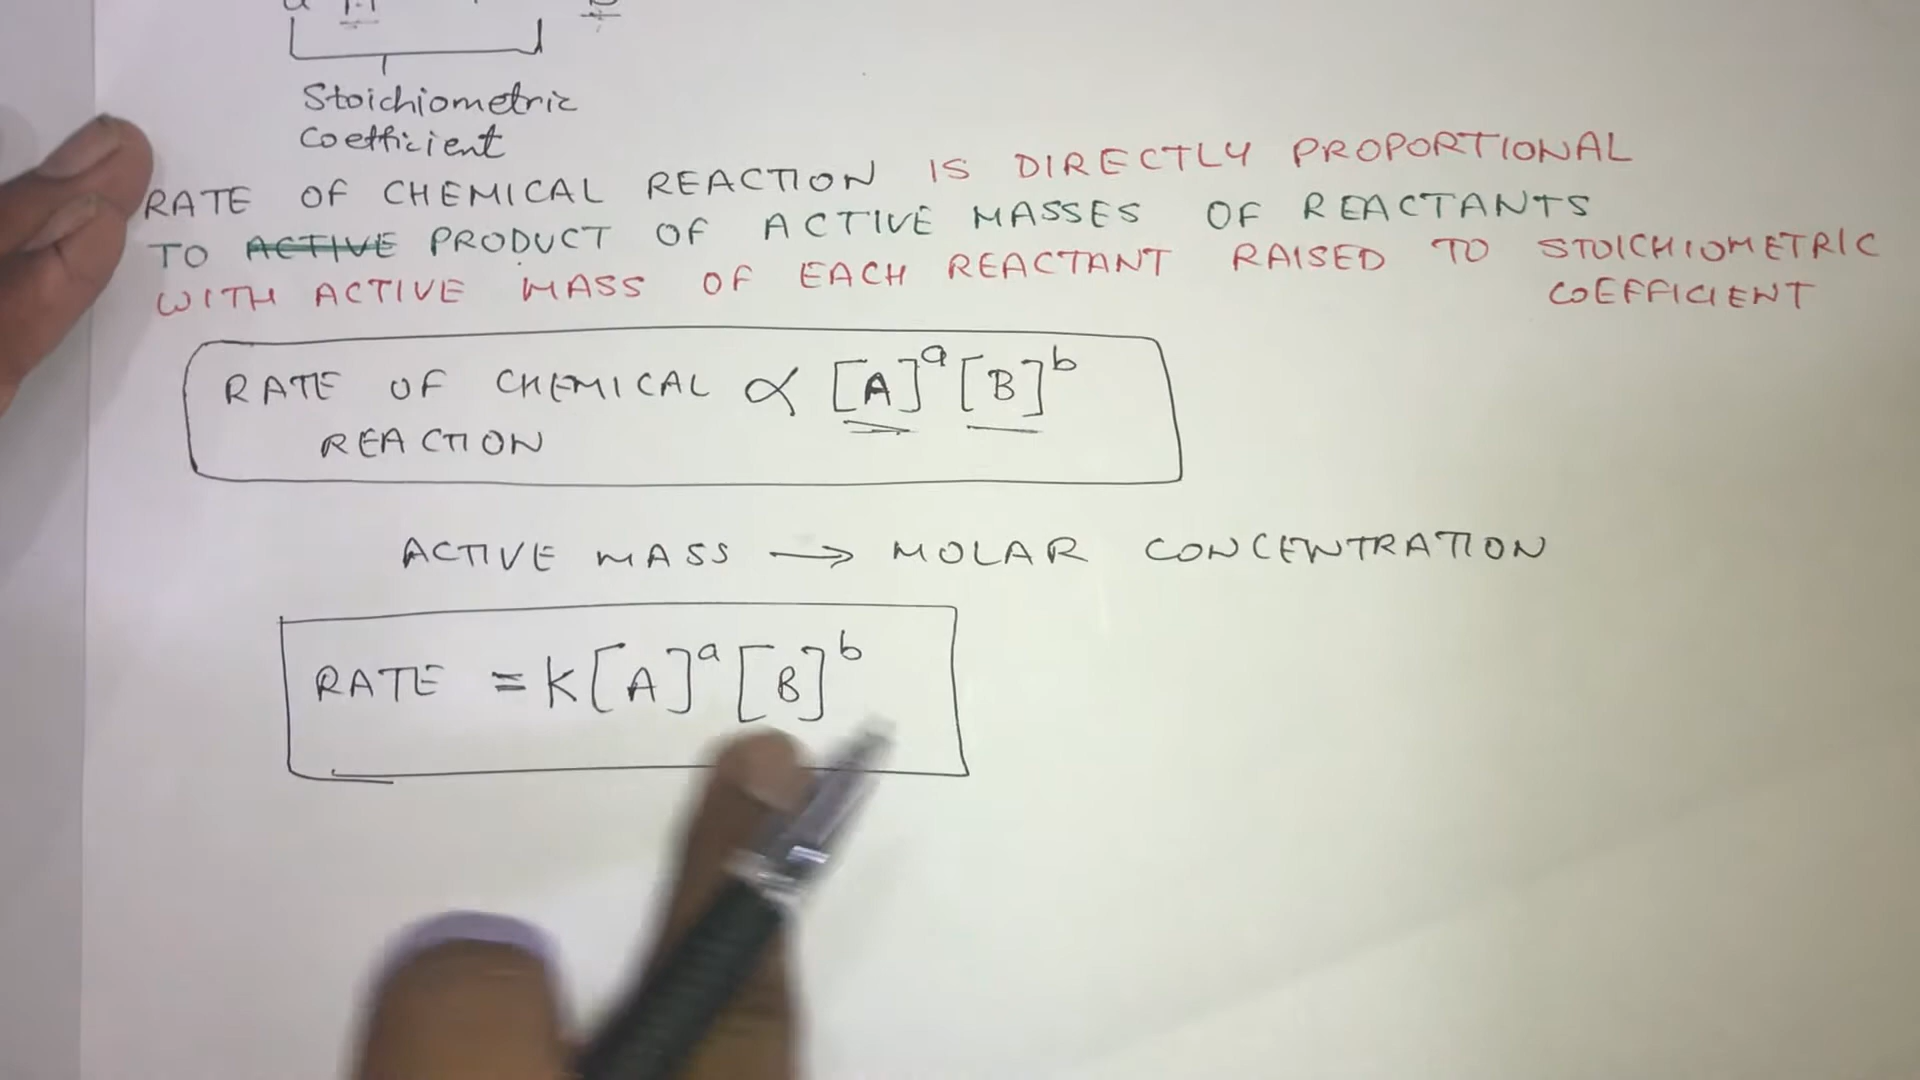 Stoichiometric
Coefficient
RATE OF CHEMICAL REACTION IS DIRECTLY PROPORTIONAL
TO ACTIVE PRODUCT OF ACTIVE MASSES OF REACTANTS
WITH ACTIVE MASS OF EACH REACTANT RAISED TO STOICHIOMETRIC
COEFFICIENT
RATE OF CHEMICAL ∝ [A]^a [B]^b
REACTION
ACTIVE MASS → MOLAR CONCENTRATION
RATE = K[A]^a [B]^b